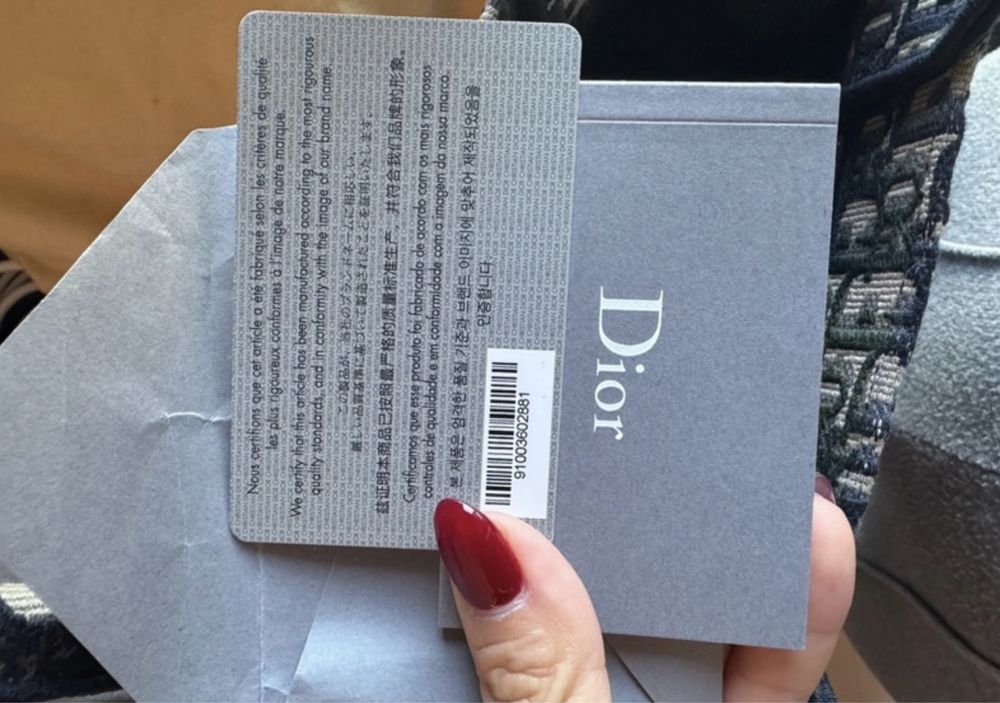 Nous certifions que cet article a été fabriqué selon les critères de qualité
les plus rigoureux conformes à l'image de notre marque.
We certify that this article has been manufactured according to the most rigourous
quality standards, and in conformity with the image of our brand name.
この製品が、当社のブランドネームに相応しい、
厳しい品質基準に基づいて製造されたことを証明いたします。
兹证明本商品已按照最严格的质量标准生产，并符合我们品牌的形象。
Certificamos que esse produto foi fabricado de acordo com os mais rigorosos
controles de qualidade e em conformidade com a imagem da nossa marca.
본 제품은 엄격한 품질 기준과 브랜드 이미지에 맞추어 제작되었음을
인증합니다.
91003602881
Dior